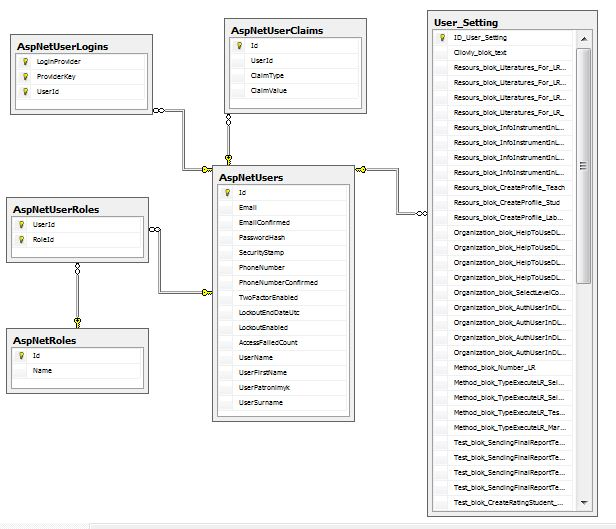 AspNetUserLogins
LoginProvider
ProviderKey
UserId
AspNetUserClaims
Id
UserId
ClaimType
ClaimValue
User_Setting
ID_User_Setting
Ciloviy_blok_text
Resours_blok_Literatures_For_LR...
Resours_blok_Literatures_For_LR...
Resours_blok_Literatures_For_LR...
Resours_blok_Literatures_For_LR_
Resours_blok_InfoInstrumentInL...
Resours_blok_InfoInstrumentInL...
Resours_blok_InfoInstrumentInL...
Resours_blok_InfoInstrumentInL...
Resours_blok_CreateProfile_Teach
Resours_blok_CreateProfile_Stud
Resours_blok_CreateProfile_Lab...
Organization_blok_HelpToUseDL...
Organization_blok_HelpToUseDL...
Organization_blok_HelpToUseDL...
Organization_blok_HelpToUseDL...
Organization_blok_SelectLevelCo...
Organization_blok_AuthUserInDL...
Organization_blok_AuthUserInDL...
Organization_blok_AuthUserInDL...
Organization_blok_AuthUserInDL...
Method_blok_Number_LR
Method_blok_TypeExecuteLR_Sel...
Method_blok_TypeExecuteLR_Sel...
Method_blok_TypeExecuteLR_Tes...
Method_blok_TypeExecuteLR_Mar...
Test_blok_SendingFinalReportTe...
Test_blok_SendingFinalReportTe...
Test_blok_SendingFinalReportTe...
Test_blok_SendingFinalReportTe...
Test_blok_CreateRatingStudent_...
AspNetUsers
Id
Email
EmailConfirmed
PasswordHash
SecurityStamp
PhoneNumber
PhoneNumberConfirmed
TwoFactorEnabled
LockoutEndDateUtc
LockoutEnabled
AccessFailedCount
UserName
UserFirstName
UserPatronimyk
UserSurname
AspNetUserRoles
UserId
RoleId
AspNetRoles
Id
Name